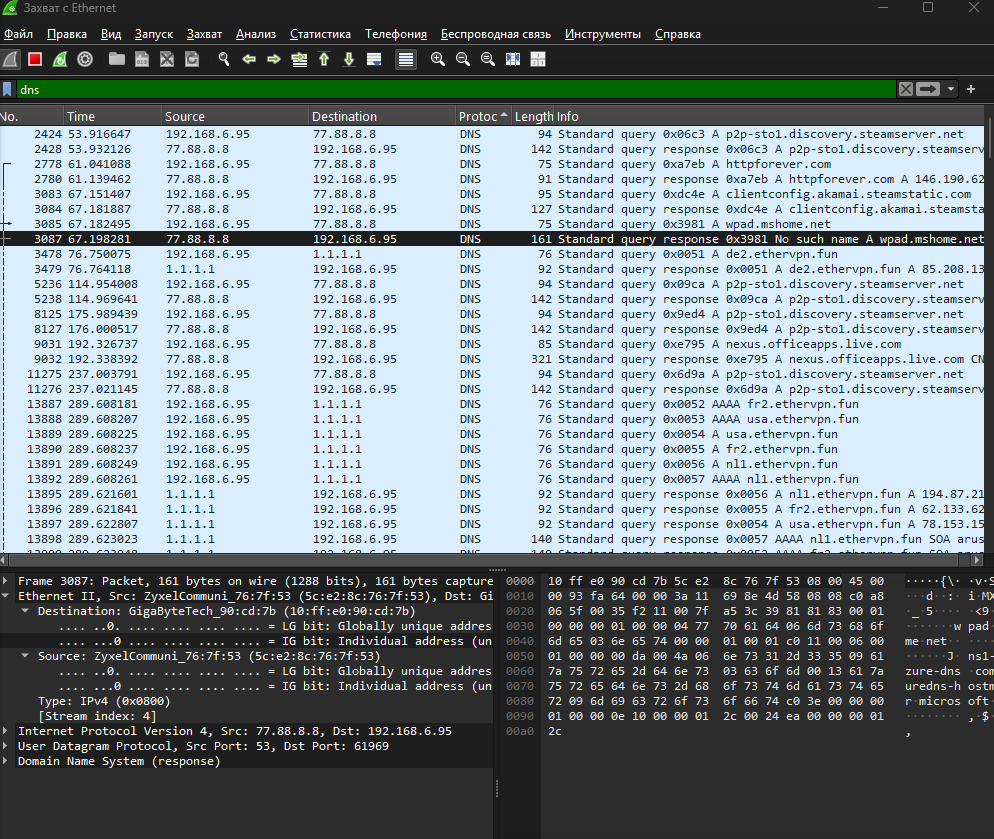 Захват с Ethernet
Файл Правка Вид Запуск Захват Анализ Статистика Телефония Беспроводная связь Инструменты Справка
dns
No. Time Source Destination Protoc Length Info
2424 53.916647 192.168.6.95 77.88.8.8 DNS 94 Standard query 0x06c3 A p2p-sto1.discovery.steamserver.net
2428 53.932126 77.88.8.8 192.168.6.95 DNS 142 Standard query response 0x06c3 A p2p-sto1.discovery.steamserv
2778 61.041088 192.168.6.95 77.88.8.8 DNS 75 Standard query 0xa7eb A httpforever.com
2780 61.139462 77.88.8.8 192.168.6.95 DNS 91 Standard query response 0xa7eb A httpforever.com A 146.190.62
3083 67.151407 192.168.6.95 77.88.8.8 DNS 95 Standard query 0xdc4e A clientconfig.akamai.steamstatic.com
3084 67.181887 77.88.8.8 192.168.6.95 DNS 127 Standard query response 0xdc4e A clientconfig.akamai.steamsta
3085 67.182495 192.168.6.95 77.88.8.8 DNS 75 Standard query 0x3981 A wpad.mshome.net
3087 67.198281 77.88.8.8 192.168.6.95 DNS 161 Standard query response 0x3981 No such name A wpad.mshome.net
3478 76.750075 192.168.6.95 1.1.1.1 DNS 76 Standard query 0x0051 A de2.ethervpn.fun
3479 76.764118 1.1.1.1 192.168.6.95 DNS 92 Standard query response 0x0051 A de2.ethervpn.fun A 85.208.13
5236 114.954008 192.168.6.95 77.88.8.8 DNS 94 Standard query 0x09ca A p2p-sto1.discovery.steamserver.net
5238 114.969641 77.88.8.8 192.168.6.95 DNS 142 Standard query response 0x09ca A p2p-sto1.discovery.steamserv
8125 175.989439 192.168.6.95 77.88.8.8 DNS 94 Standard query 0x9ed4 A p2p-sto1.discovery.steamserver.net
8127 176.000517 77.88.8.8 192.168.6.95 DNS 142 Standard query response 0x9ed4 A p2p-sto1.discovery.steamserv
9031 192.326737 192.168.6.95 77.88.8.8 DNS 85 Standard query 0xe795 A nexus.officeapps.live.com
9032 192.338392 77.88.8.8 192.168.6.95 DNS 321 Standard query response 0xe795 A nexus.officeapps.live.com CN
11275 237.003791 192.168.6.95 77.88.8.8 DNS 94 Standard query 0x6d9a A p2p-sto1.discovery.steamserver.net
11276 237.021145 77.88.8.8 192.168.6.95 DNS 142 Standard query response 0x6d9a A p2p-sto1.discovery.steamserv
13887 289.608181 192.168.6.95 1.1.1.1 DNS 76 Standard query 0x0052 AAAA fr2.ethervpn.fun
13888 289.608207 192.168.6.95 1.1.1.1 DNS 76 Standard query 0x0053 AAAA usa.ethervpn.fun
13889 289.608225 192.168.6.95 1.1.1.1 DNS 76 Standard query 0x0054 A usa.ethervpn.fun
13890 289.608237 192.168.6.95 1.1.1.1 DNS 76 Standard query 0x0055 A fr2.ethervpn.fun
13891 289.608249 192.168.6.95 1.1.1.1 DNS 76 Standard query 0x0056 A nl1.ethervpn.fun
13892 289.608261 192.168.6.95 1.1.1.1 DNS 76 Standard query 0x0057 AAAA nl1.ethervpn.fun
13895 289.621601 1.1.1.1 192.168.6.95 DNS 92 Standard query response 0x0056 A nl1.ethervpn.fun A 194.87.21
13896 289.621841 1.1.1.1 192.168.6.95 DNS 92 Standard query response 0x0055 A fr2.ethervpn.fun A 62.133.62
13897 289.622807 1.1.1.1 192.168.6.95 DNS 92 Standard query response 0x0054 A usa.ethervpn.fun A 78.153.15
13898 289.623023 1.1.1.1 192.168.6.95 DNS 140 Standard query response 0x0057 AAAA nl1.ethervpn.fun SOA arus
Frame 3087: Packet, 161 bytes on wire (1288 bits), 161 bytes capture
Ethernet II, Src: ZyxelCommuni_76:7f:53 (5c:e2:8c:76:7f:53), Dst: Gi
Destination: GigaByteTech_90:cd:7b (10:ff:e0:90:cd:7b)
.... ..0. .... .... .... .... = LG bit: Globally unique addres
.... ...0 .... .... .... .... = IG bit: Individual address (un
Source: ZyxelCommuni_76:7f:53 (5c:e2:8c:76:7f:53)
.... ..0. .... .... .... .... = LG bit: Globally unique addres
.... ...0 .... .... .... .... = IG bit: Individual address (un
Type: IPv4 (0x0800)
[Stream index: 4]
Internet Protocol Version 4, Src: 77.88.8.8, Dst: 192.168.6.95
User Datagram Protocol, Src Port: 53, Dst Port: 61969
Domain Name System (response)
0000 10 ff e0 90 cd 7b 5c e2 8c 76 7f 53 08 00 45 00 ·····{\· ·v·S
0010 00 93 fa 64 00 00 3a 11 69 8e 4d 58 08 08 c0 a8 ···d··:· i·MX
0020 06 5f 00 35 f2 11 00 7f a5 3c 39 81 81 83 00 01 ·_·5···· ·<9·
0030 00 00 00 01 00 00 04 77 70 61 64 06 6d 73 68 6f ·······w pad·
0040 6d 65 03 6e 65 74 00 00 01 00 01 c0 11 00 06 00 me·net··
0050 01 00 00 00 da 00 4a 06 6e 73 31 2d 33 35 09 61 ······J· ns1-
0060 7a 75 72 65 2d 64 6e 73 03 63 6f 6d 00 13 61 7a zure-dns ·com
0070 75 72 65 64 6e 73 2d 68 6f 73 74 6d 61 73 74 65 uredns-h ostm
0080 72 09 6d 69 63 72 6f 73 6f 66 74 c0 3e 00 00 00 r·micros oft·
0090 01 00 00 0e 10 00 00 01 2c 00 24 ea 00 00 00 01 ········ ,·$·
00a0 2c ,